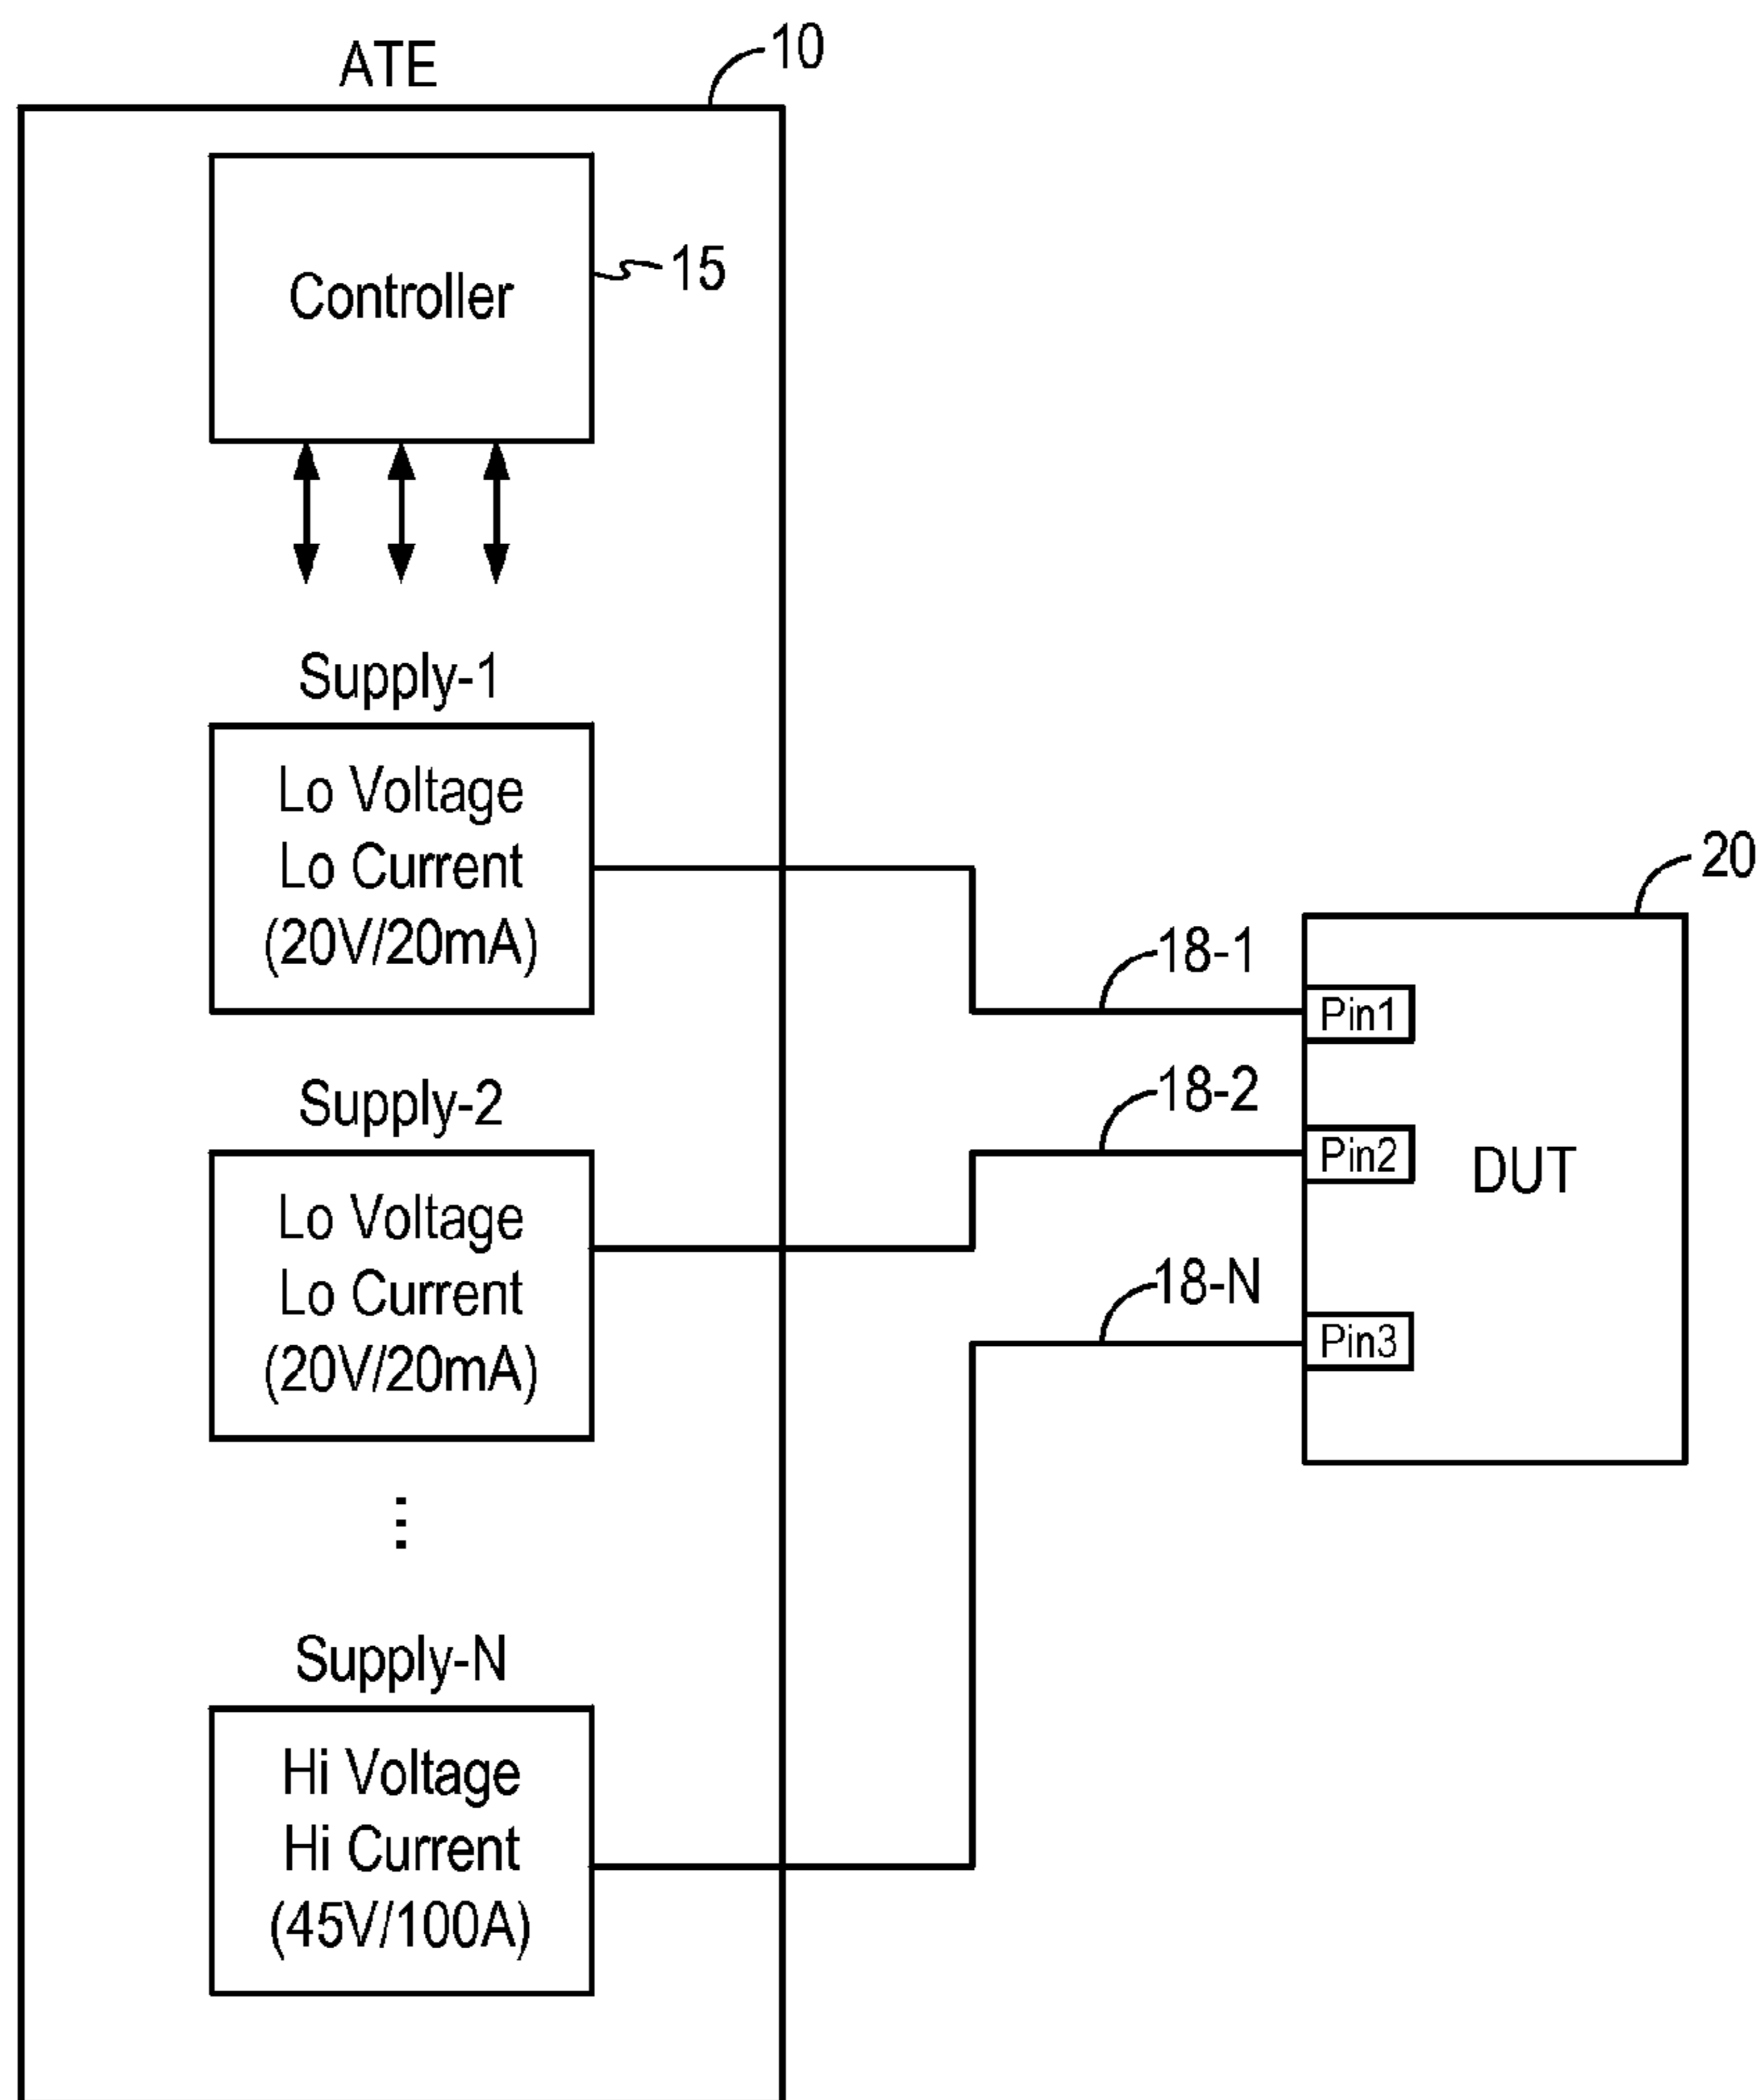 ATE
10
Controller
15
Supply-1
Lo Voltage
Lo Current
(20V/20mA)
20
18-1
Pin1
Supply-2
18-2
Pin2
DUT
Lo Voltage
Lo Current
(20V/20mA)
18-N
Pin3
Supply-N
Hi Voltage
Hi Current
(45V/100A)